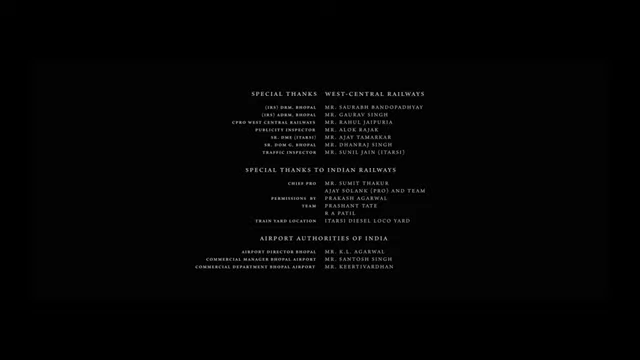 SPECIAL THANKS WEST-CENTRAL RAILWAYS
(IRS) DRM, BHOPAL MR. SAURABH BANDOPADHYAY
(IRS) ADRM, BHOPAL MR. GAURAV SINGH
CPRO WEST CENTRAL RAILWAYS MR. RAHUL JAIPURIA
PUBLICITY INSPECTOR MR. ALOK RAJAK
SR. DME (ITARSI) MR. AJAY TAMARKAR
SR. DOM G, BHOPAL MR. DHANRAJ SINGH
TRAFFIC INSPECTOR MR. SUNIL JAIN (ITARSI)
SPECIAL THANKS TO INDIAN RAILWAYS
CHIEF PRO MR. SUMIT THAKUR
AJAY SOLANK (PRO) AND TEAM
PERMISSIONS BY PRAKASH AGARWAL
TEAM PRASHANT TATE
R A PATIL
TRAIN YARD LOCATION ITARSI DIESEL LOCO YARD
AIRPORT AUTHORITIES OF INDIA
AIRPORT DIRECTOR BHOPAL MR. K.L. AGARWAL
COMMERCIAL MANAGER BHOPAL AIRPORT MR. SANTOSH SINGH
COMMERCIAL DEPARTMENT BHOPAL AIRPORT MR. KEERTIVARDHAN